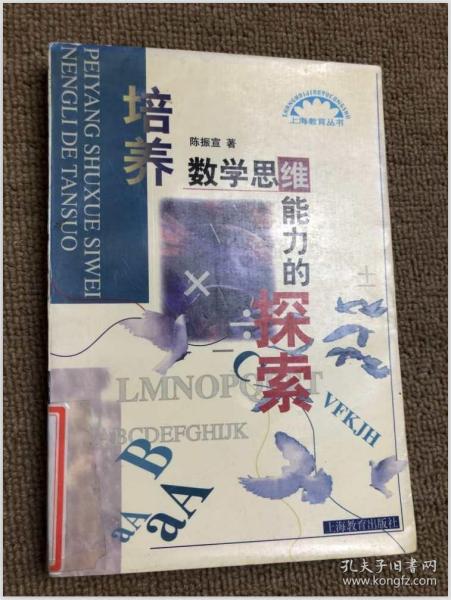 PEIYANG SHUXUE SIWEI
NENGLI DE TANSUO
培养
陈振宣 著
数学思维
能力的
探索
上海教育丛书
LMNOPQ
BCDEFGHIJK
VFKJH
B
A
aA
aA
上海教育出版社
孔夫子旧书网
www.kongfz.com